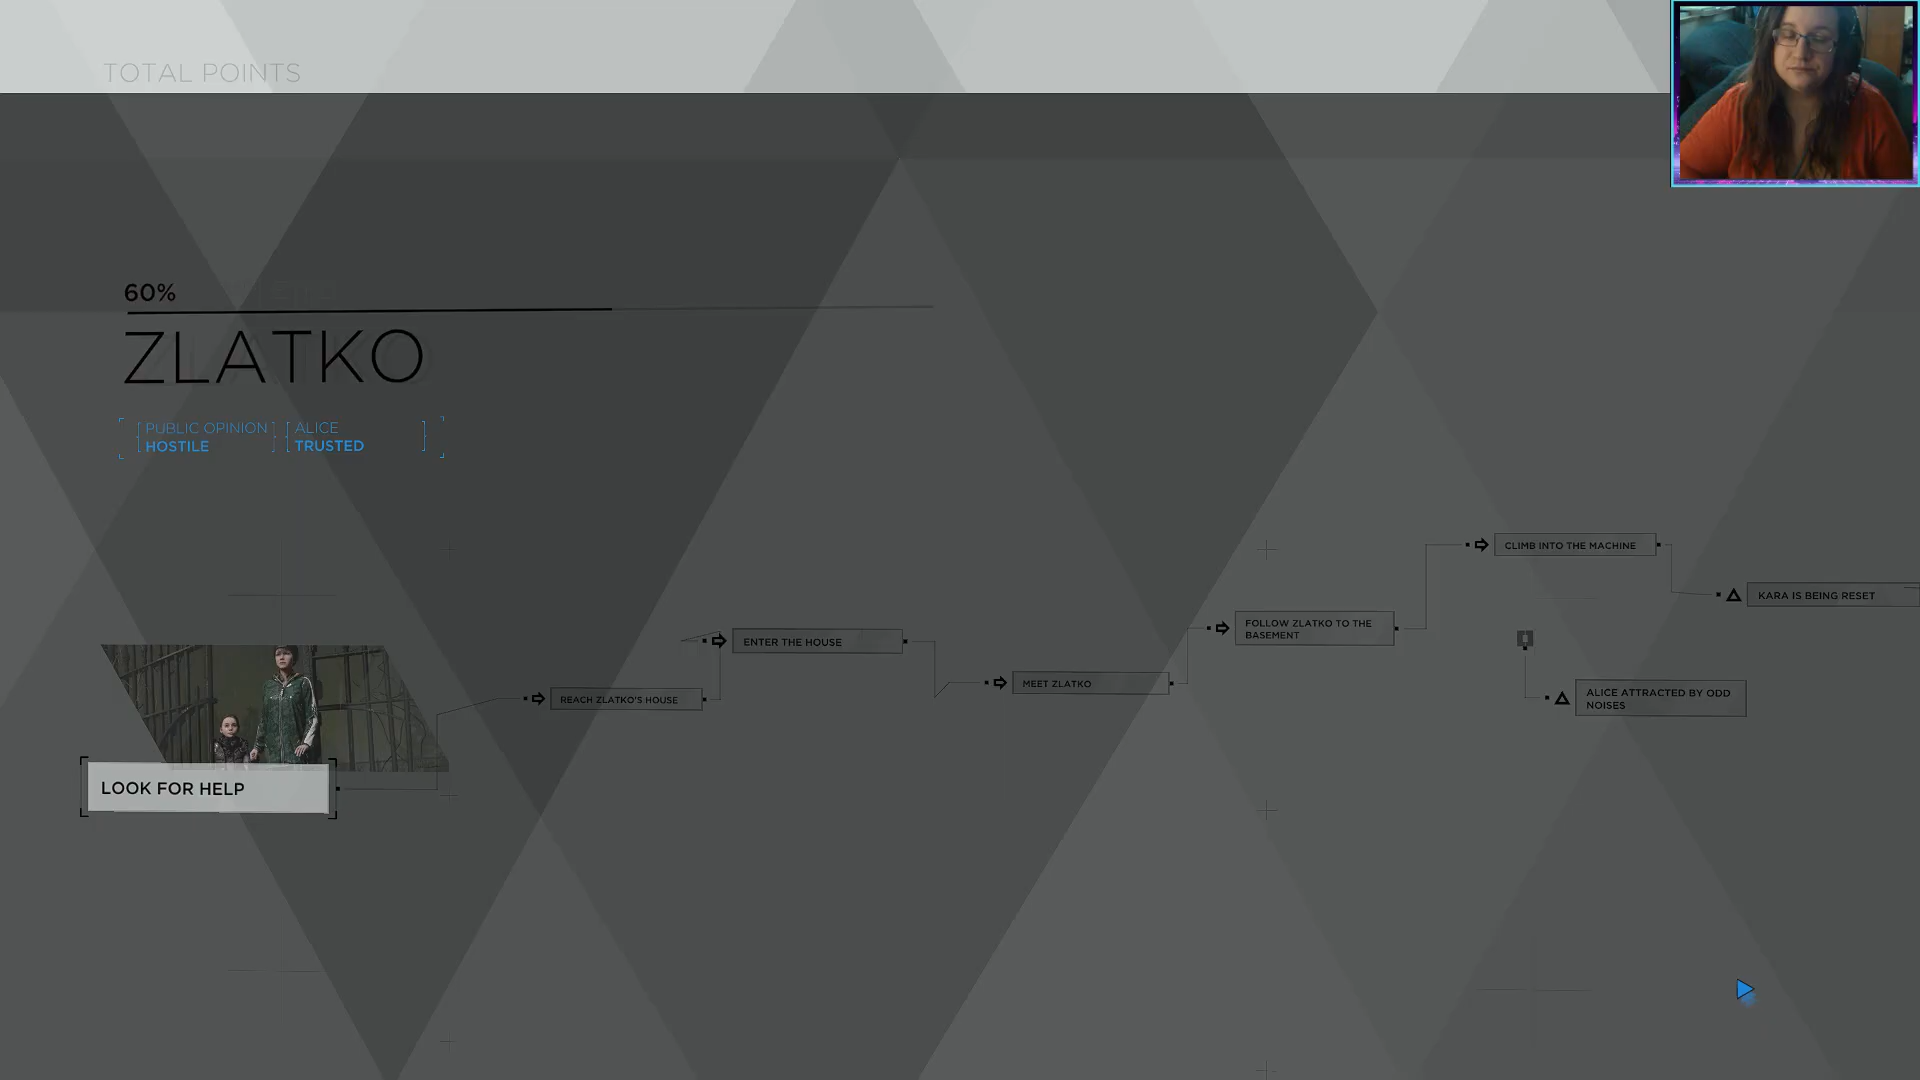 TOTAL POINTS
60%
ZLATKO
PUBLIC OPINION
HOSTILE
ALICE
TRUSTED
CLIMB INTO THE MACHINE
KARA IS BEING RESET
FOLLOW ZLATKO TO THE
BASEMENT
ENTER THE HOUSE
MEET ZLATKO
ALICE ATTRACTED BY ODD
NOISES
REACH ZLATKO'S HOUSE
LOOK FOR HELP